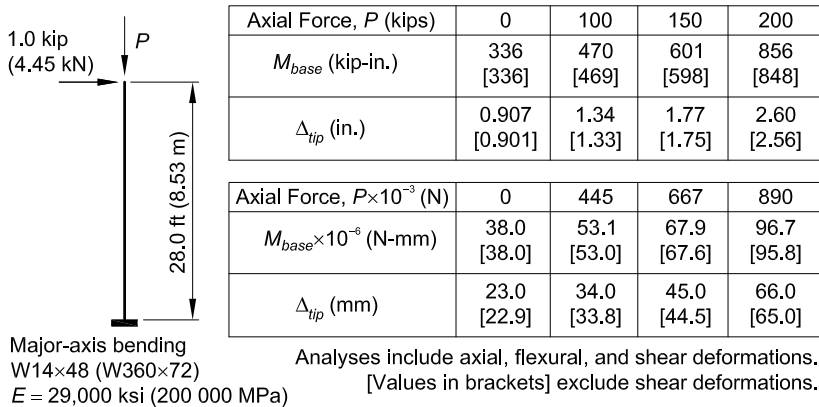 1.0 kip
(4.45 kN)
P
28.0 ft (8.53 m)
Major-axis bending
W14×48 (W360×72)
E = 29,000 ksi (200 000 MPa)
Axial Force, P (kips) 0 100 150 200
M_base (kip-in.) 336 470 601 856
[336] [469] [598] [848]
Δ_tip (in.) 0.907 1.34 1.77 2.60
[0.901] [1.33] [1.75] [2.56]
Axial Force, P×10⁻³ (N) 0 445 667 890
M_base×10⁻⁶ (N-mm) 38.0 53.1 67.9 96.7
[38.0] [53.0] [67.6] [95.8]
Δ_tip (mm) 23.0 34.0 45.0 66.0
[22.9] [33.8] [44.5] [65.0]
Analyses include axial, flexural, and shear deformations.
[Values in brackets] exclude shear deformations.